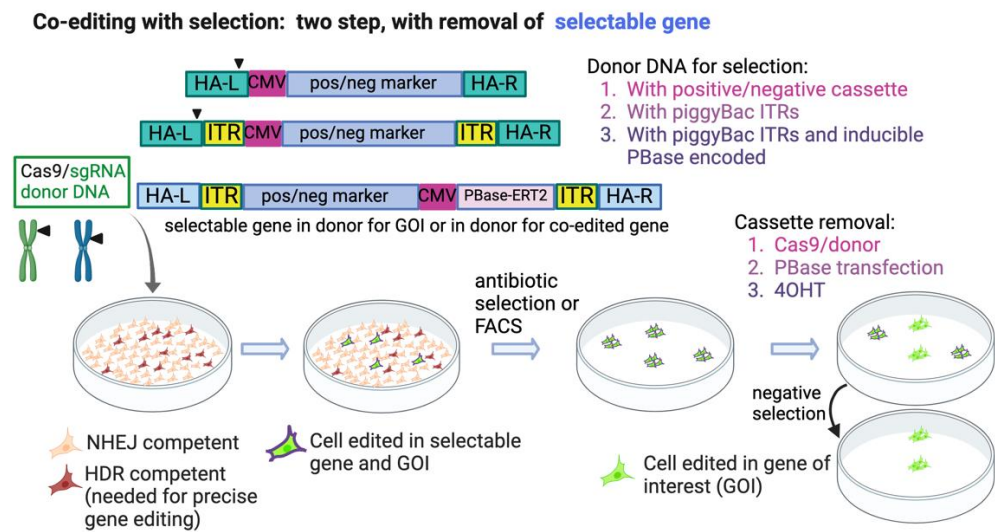 Co-editing with selection: two step, with removal of selectable gene
HA-L CMV pos/neg marker HA-R
HA-L ITR CMV pos/neg marker ITR HA-R
HA-L ITR pos/neg marker CMV PBase-ERT2 ITR HA-R
selectable gene in donor for GOI or in donor for co-edited gene
Donor DNA for selection:
1. With positive/negative cassette
2. With piggyBac ITRs
3. With piggyBac ITRs and inducible
PBase encoded
Cas9/sgRNA
donor DNA
antibiotic
selection or
FACS
Cassette removal:
1. Cas9/donor
2. PBase transfection
3. 4OHT
negative
selection
NHEJ competent
HDR competent
(needed for precise
gene editing)
Cell edited in selectable
gene and GOI
Cell edited in gene of
interest (GOI)